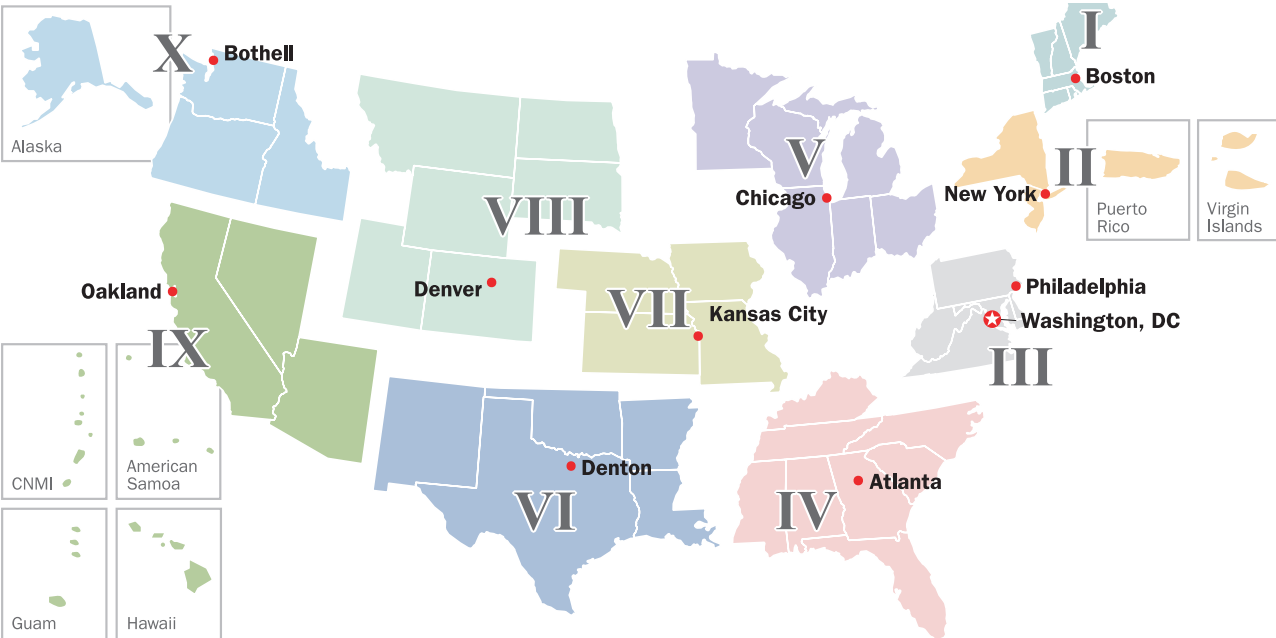 I
X
Bothell
Boston
Alaska
V
II
Chicago
New York
VIII
Puerto
Rico
Virgin
Islands
Denver
Oakland
Philadelphia
VII
Kansas City
Washington, DC
IX
III
CNMI
American
Samoa
Denton
Atlanta
VI
IV
Guam
Hawaii